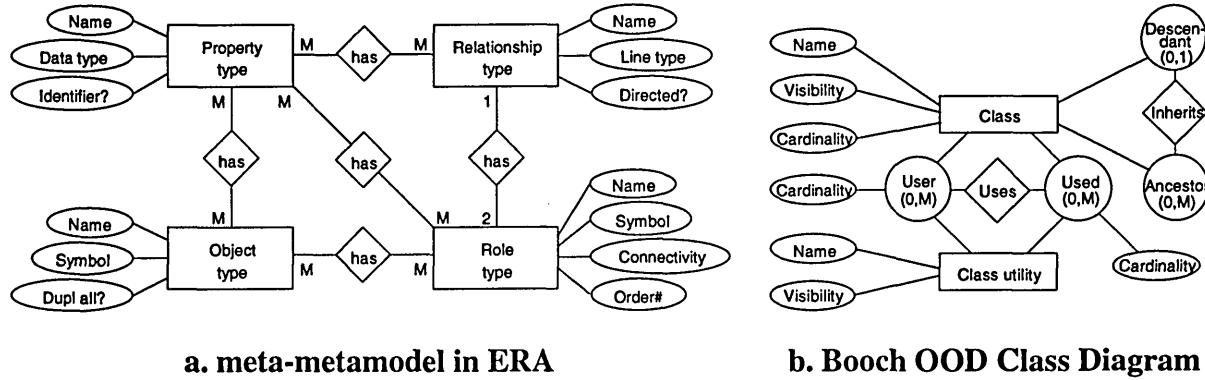 Name
Data type
Identifier?
Property
type
M
has
M
Relationship
type
Name
Line type
Directed?
M
M
1
has
has
has
M
M
2
Name
Symbol
Dupl all?
Object
type
M
has
M
Role
type
Name
Symbol
Connectivity
Order#
a. meta-metamodel in ERA
Name
Visibility
Cardinality
Class
Descen-
dant
(0,1)
Inherits
Ancestor
(0,M)
Cardinality
User
(0,M)
Uses
Used
(0,M)
Name
Visibility
Class utility
Cardinality
b. Booch OOD Class Diagram